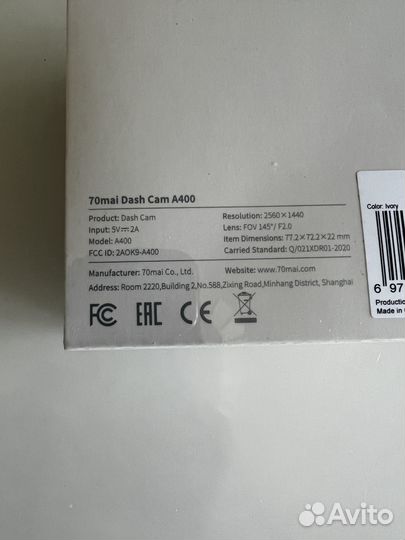 70mai Dash Cam A400
Product: Dash Cam
Input: 5V⎓2A
Model: A400
FCC ID: 2AOK9-A400
Resolution: 2560×1440
Lens: FOV 145°/ F2.0
Item Dimensions: 77.2×72.2×22 mm
Carried Standard: Q/021XDR01-2020
Manufacturer: 70mai Co., Ltd.
Website: www.70mai.com
Address: Room 2220,Building 2,No.588,Zixing Road,Minhang District, Shanghai
FC EAC CE
Color: Ivory
6 97
Productio
Made in
Avito